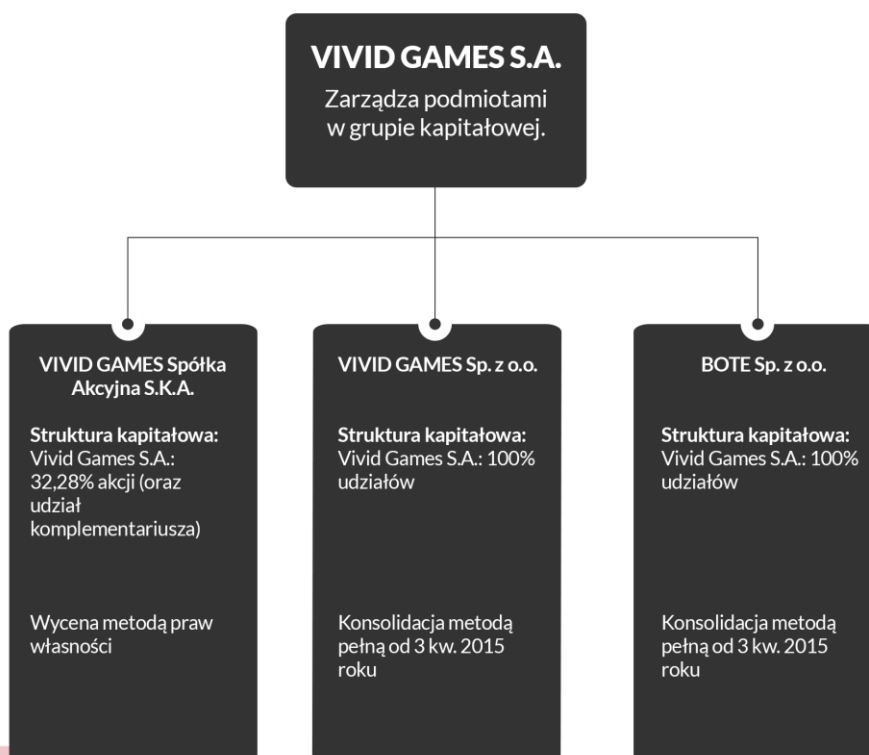 VIVID GAMES S.A.
Zarządza podmiotami
w grupie kapitałowej.
VIVID GAMES Spółka
Akcyjna S.K.A.
Struktura kapitałowa:
Vivid Games S.A.:
32,28% akcji (oraz
udział
komplementariusza)
Wycena metodą praw
własności
VIVID GAMES Sp. z o.o.
Struktura kapitałowa:
Vivid Games S.A.: 100%
udziałów
Konsolidacja metodą
pełną od 3 kw. 2015
roku
BOTE Sp. z o.o.
Struktura kapitałowa:
Vivid Games S.A.: 100%
udziałów
Konsolidacja metodą
pełną od 3 kw. 2015
roku